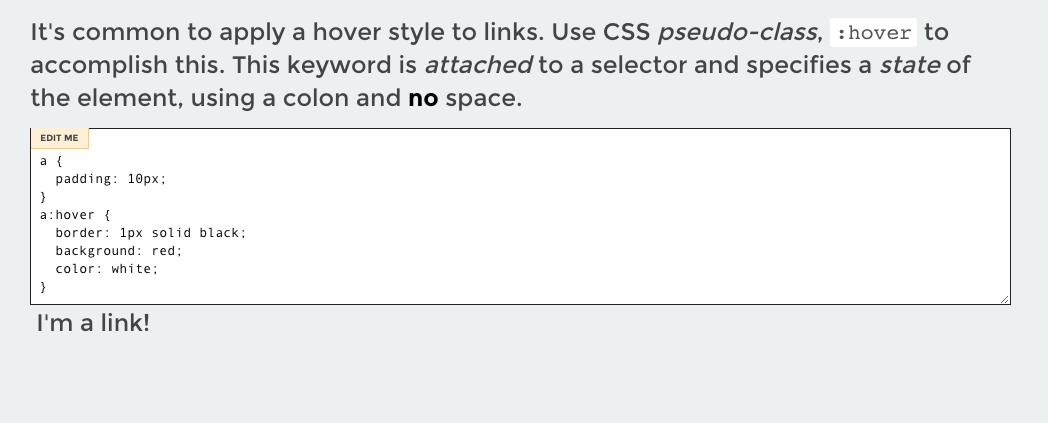 It's common to apply a hover style to links. Use CSS pseudo-class, :hover to
accomplish this. This keyword is attached to a selector and specifies a state of
the element, using a colon and no space.
EDIT ME
a {
  padding: 10px;
}
a:hover {
  border: 1px solid black;
  background: red;
  color: white;
}
I'm a link!